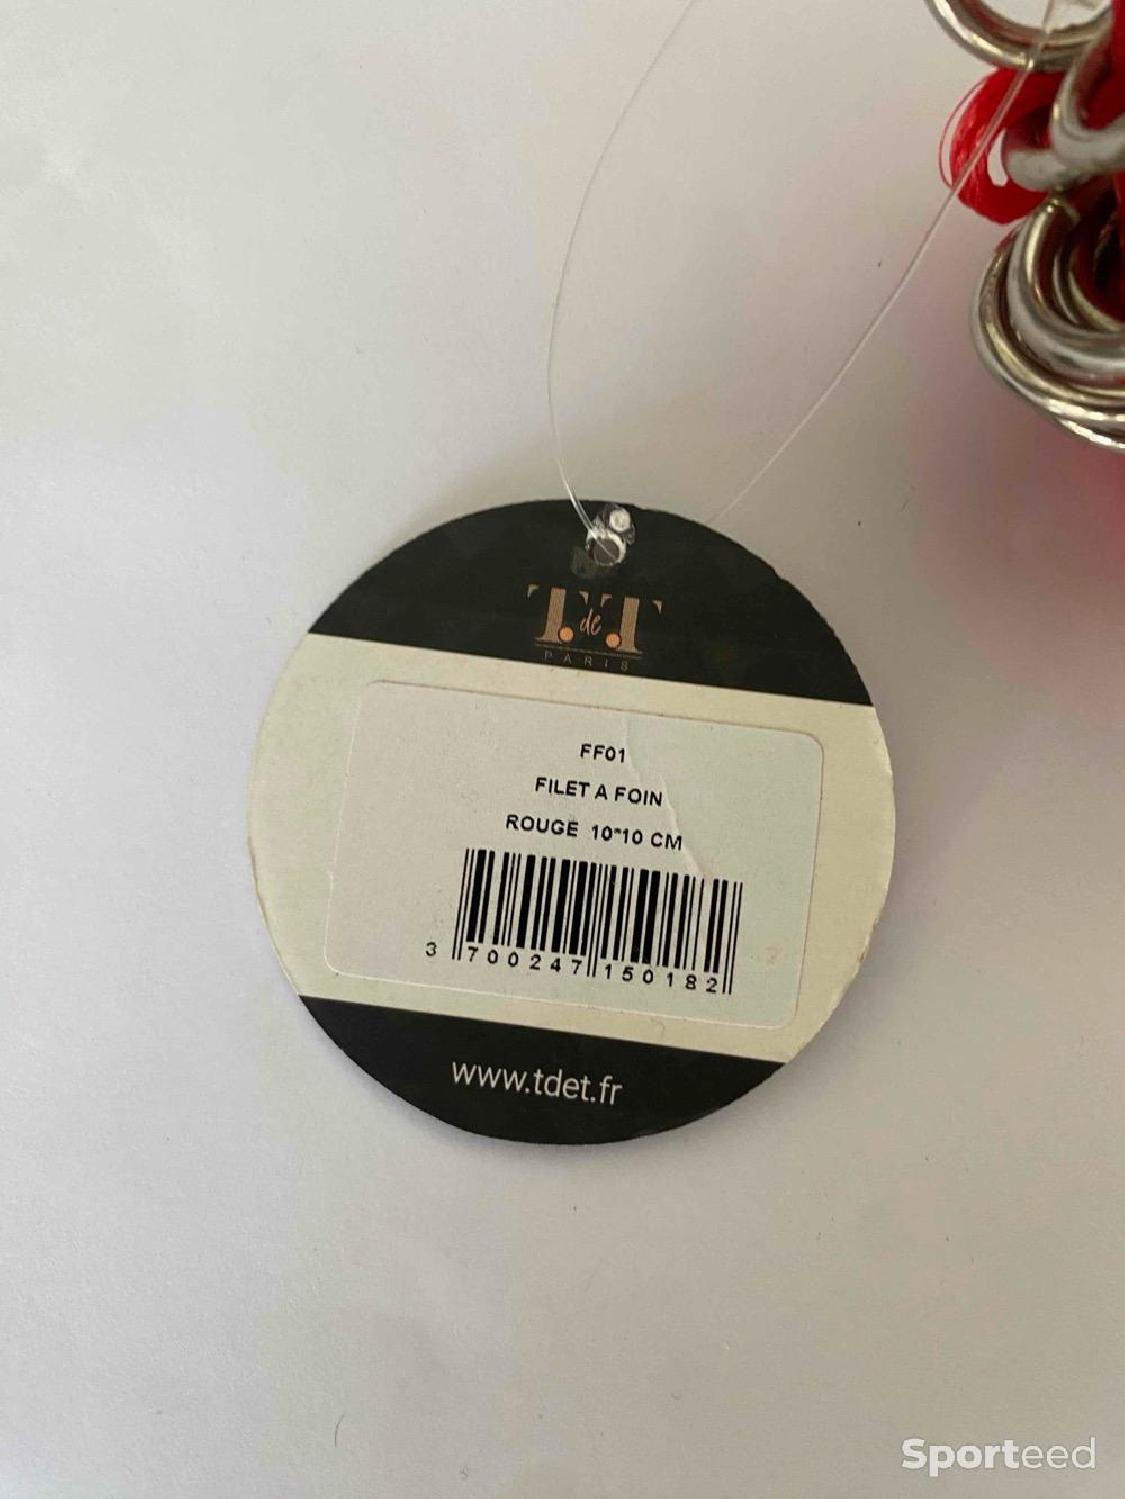 T de T
PARIS
FF01
FILET A FOIN
ROUGE 10*10 CM
3 700247 150182
www.tdet.fr
Sporteed